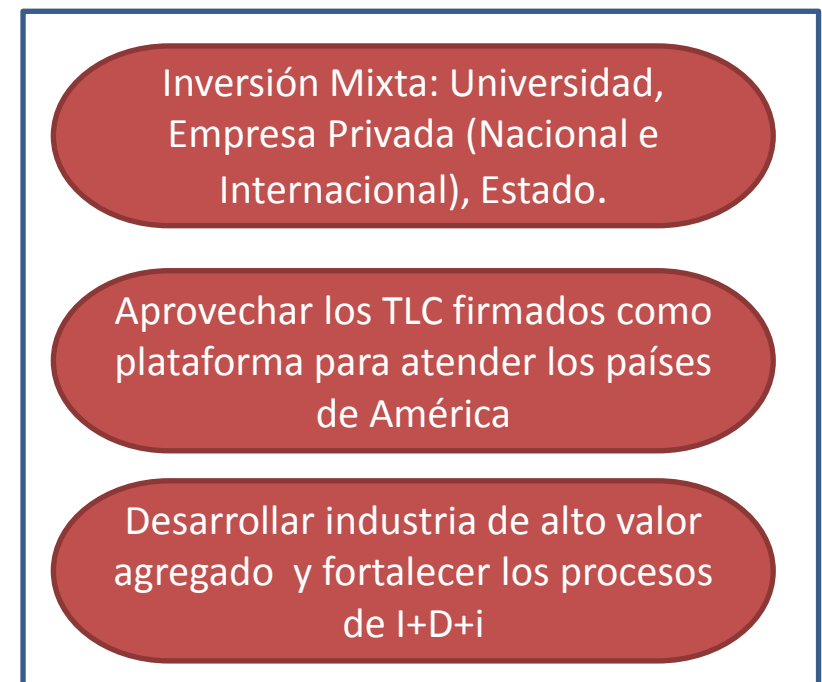 Inversión Mixta: Universidad,
Empresa Privada (Nacional e
Internacional), Estado.
Aprovechar los TLC firmados como
plataforma para atender los países
de América
Desarrollar industria de alto valor
agregado  y fortalecer los procesos
de I+D+i